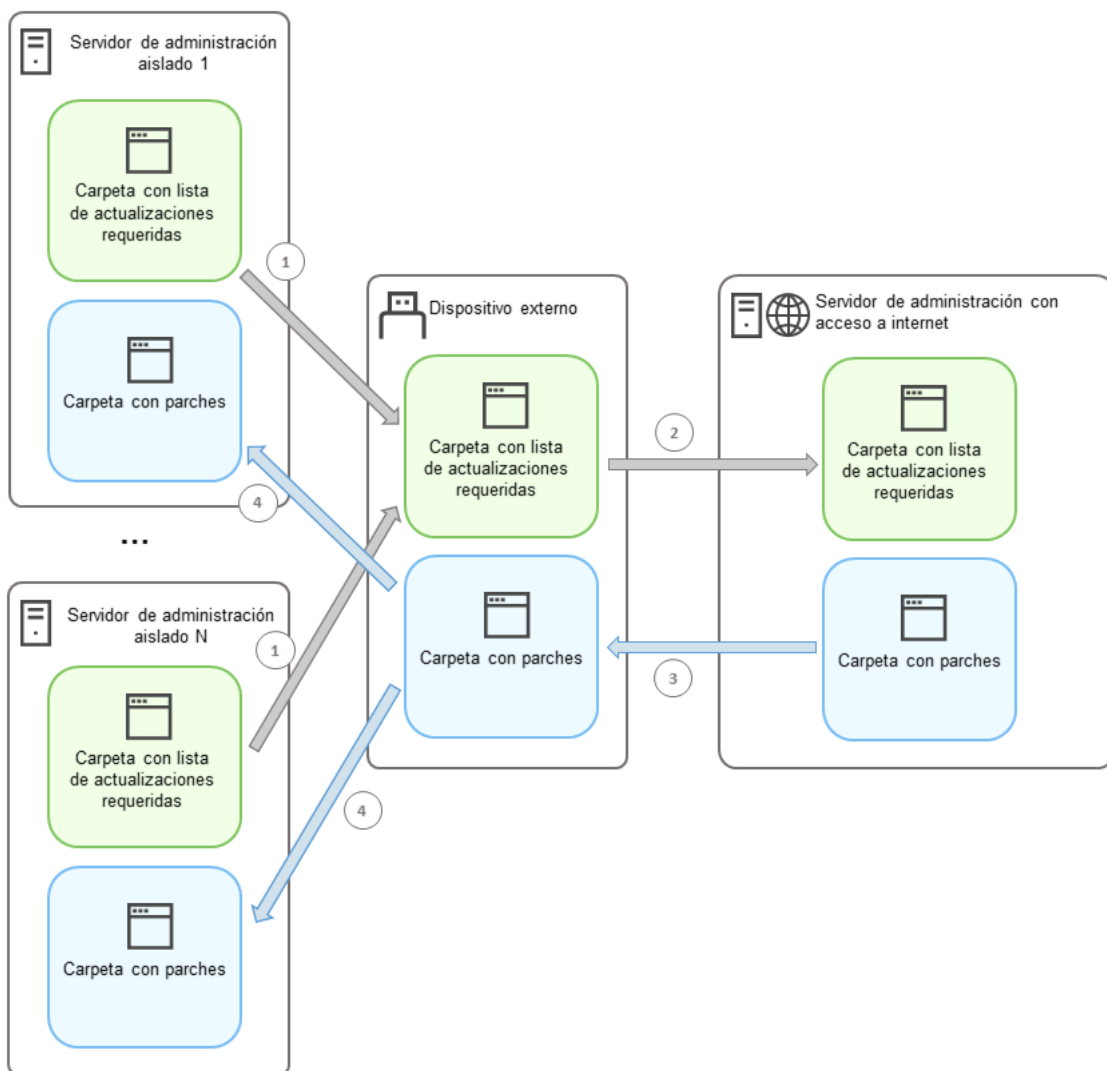 Servidor de administración
aislado 1
Carpeta con lista
de actualizaciones
requeridas
1
Carpeta con parches
4
...
Servidor de administración
aislado N
1
Carpeta con lista
de actualizaciones
requeridas
4
Carpeta con parches
Dispositivo externo
Carpeta con lista
de actualizaciones
requeridas
2
Carpeta con parches
3
Servidor de administración con
acceso a internet
Carpeta con lista
de actualizaciones
requeridas
Carpeta con parches